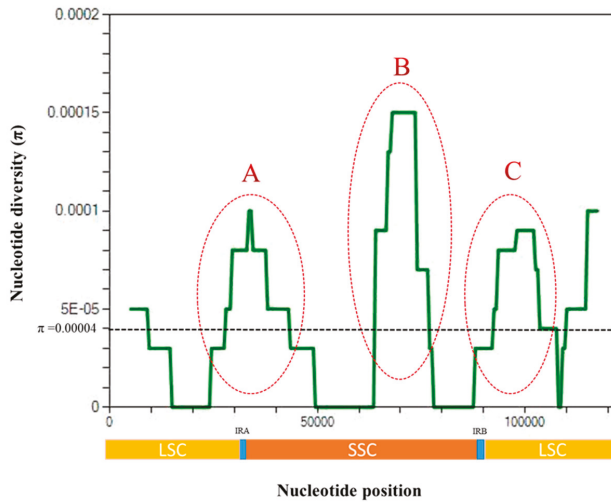 0.0002
B
0.00015
A
C
0.0001
5E-05
π =0.00004
0
Nucleotide diversity (π)
0
50000
100000
IRA
IRB
LSC
SSC
LSC
Nucleotide position